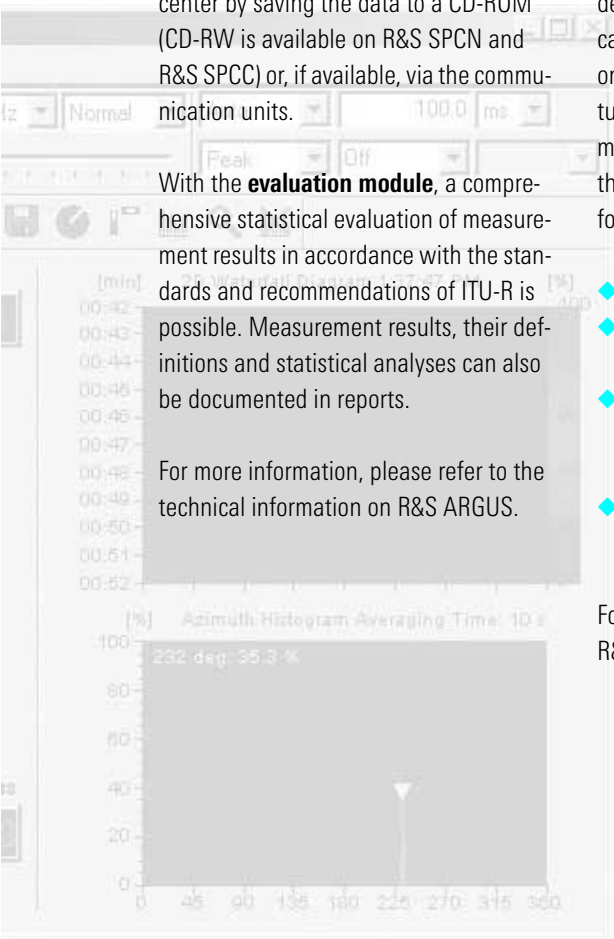 center by saving the data to a CD-ROM
(CD-RW is available on R&S SPCN and
R&S SPCC) or, if available, via the commu-
nication units.
With the evaluation module, a compre-
hensive statistical evaluation of measure-
ment results in accordance with the stan-
dards and recommendations of ITU-R is
possible. Measurement results, their def-
initions and statistical analyses can also
be documented in reports.
For more information, please refer to the
technical information on R&S ARGUS.
Normal
100.0 ms
Peak Off
[min] [%]
00:42 100
00:43
00:44
00:45
00:46
00:47
00:48
00:49
00:50
00:51
00:52
[%] Azimuth Histogram Averaging Time: 10 s
100
232 deg: 35.3 %
80
60
40
20
0
0 45 90 135 180 225 270 315 360